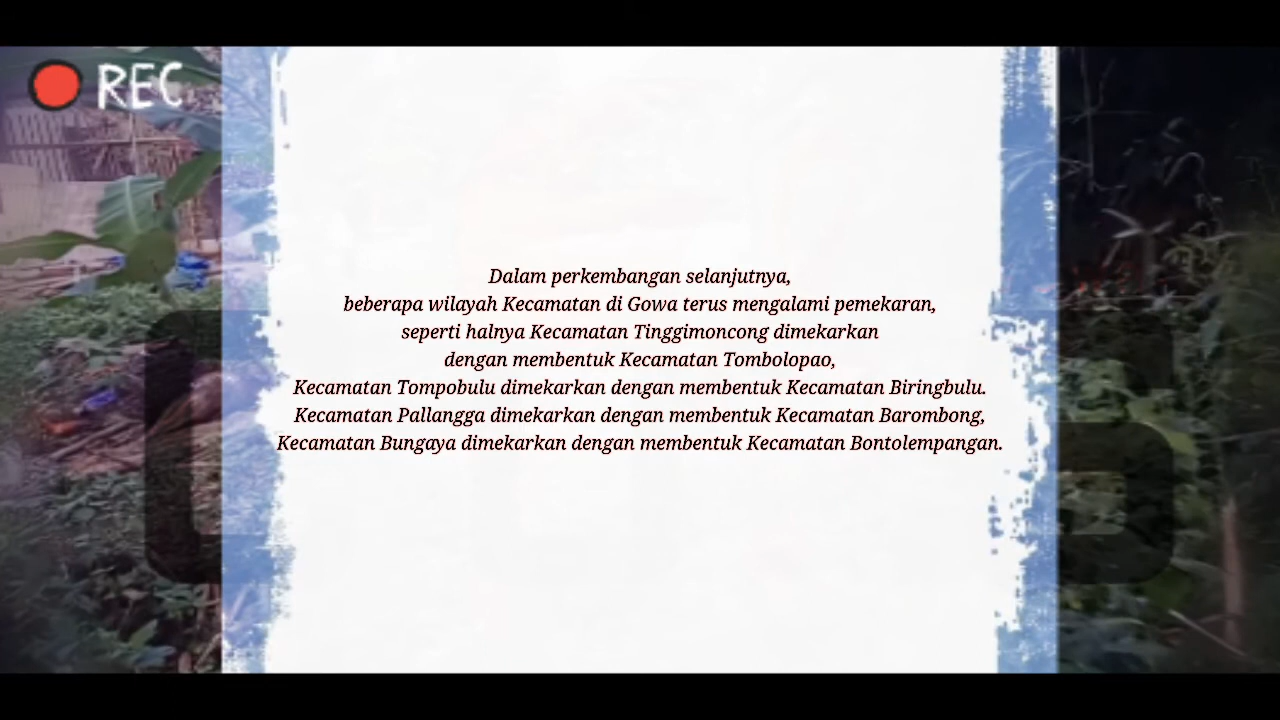 REC
Dalam perkembangan selanjutnya,
beberapa wilayah Kecamatan di Gowa terus mengalami pemekaran,
seperti halnya Kecamatan Tinggimoncong dimekarkan
dengan membentuk Kecamatan Tombolopao,
Kecamatan Tompobulu dimekarkan dengan membentuk Kecamatan Biringbulu.
Kecamatan Pallangga dimekarkan dengan membentuk Kecamatan Barombong,
Kecamatan Bungaya dimekarkan dengan membentuk Kecamatan Bontolempangan.